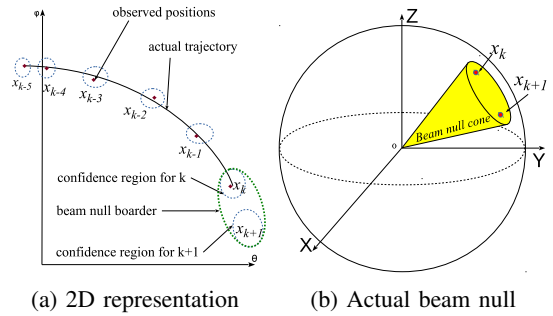 φ
observed positions
actual trajectory
x_{k-5}
x_{k-4}
x_{k-3}
x_{k-2}
x_{k-1}
confidence region for k
x_k
beam null boarder
x_{k+1}
confidence region for k+1
θ
(a) 2D representation
Z
x_k
x_{k+1}
Beam null cone
o
Y
X
(b) Actual beam null